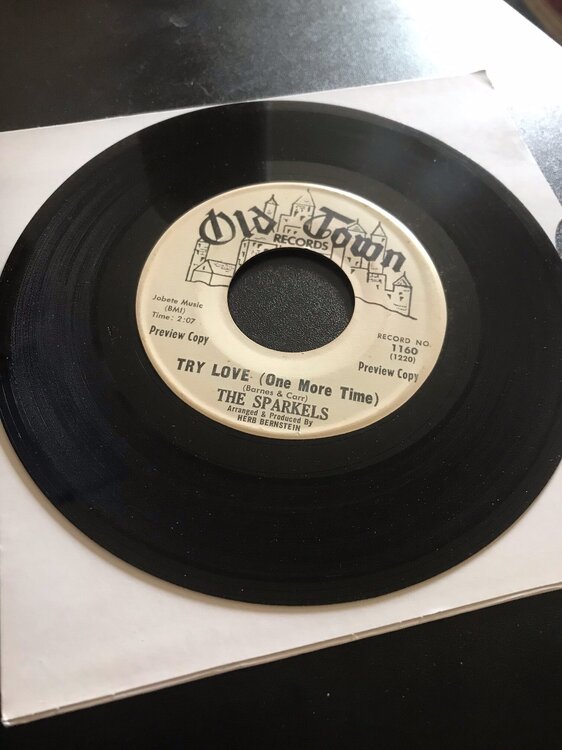 Old Town
RECORDS
Jobete Music
(BMI)
Time: 2:07
Preview Copy
RECORD NO.
1160
(1220)
Preview Copy
TRY LOVE (One More Time)
(Barnes & Carr)
THE SPARKELS
Arranged & Produced By
HERB BERNSTEIN